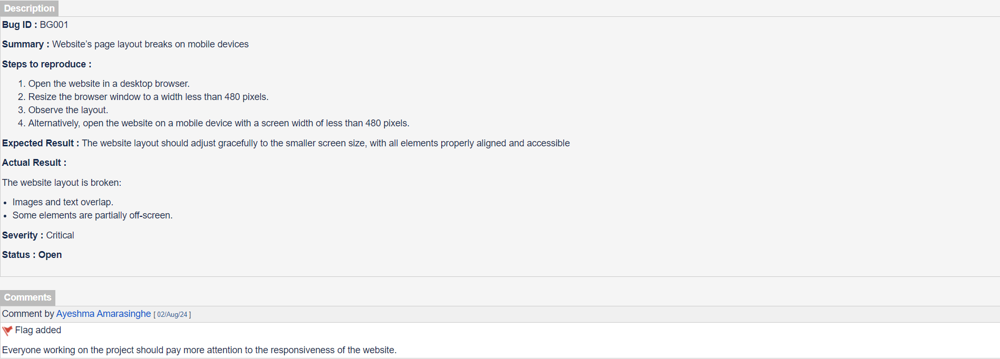 Description
Bug ID : BG001
Summary : Website’s page layout breaks on mobile devices
Steps to reproduce :
1. Open the website in a desktop browser.
2. Resize the browser window to a width less than 480 pixels.
3. Observe the layout.
4. Alternatively, open the website on a mobile device with a screen width of less than 480 pixels.
Expected Result : The website layout should adjust gracefully to the smaller screen size, with all elements properly aligned and accessible
Actual Result :
The website layout is broken:
• Images and text overlap.
• Some elements are partially off-screen.
Severity : Critical
Status : Open
Comments
Comment by Ayeshma Amarasinghe [ 02/Aug/24 ]
Flag added
Everyone working on the project should pay more attention to the responsiveness of the website.